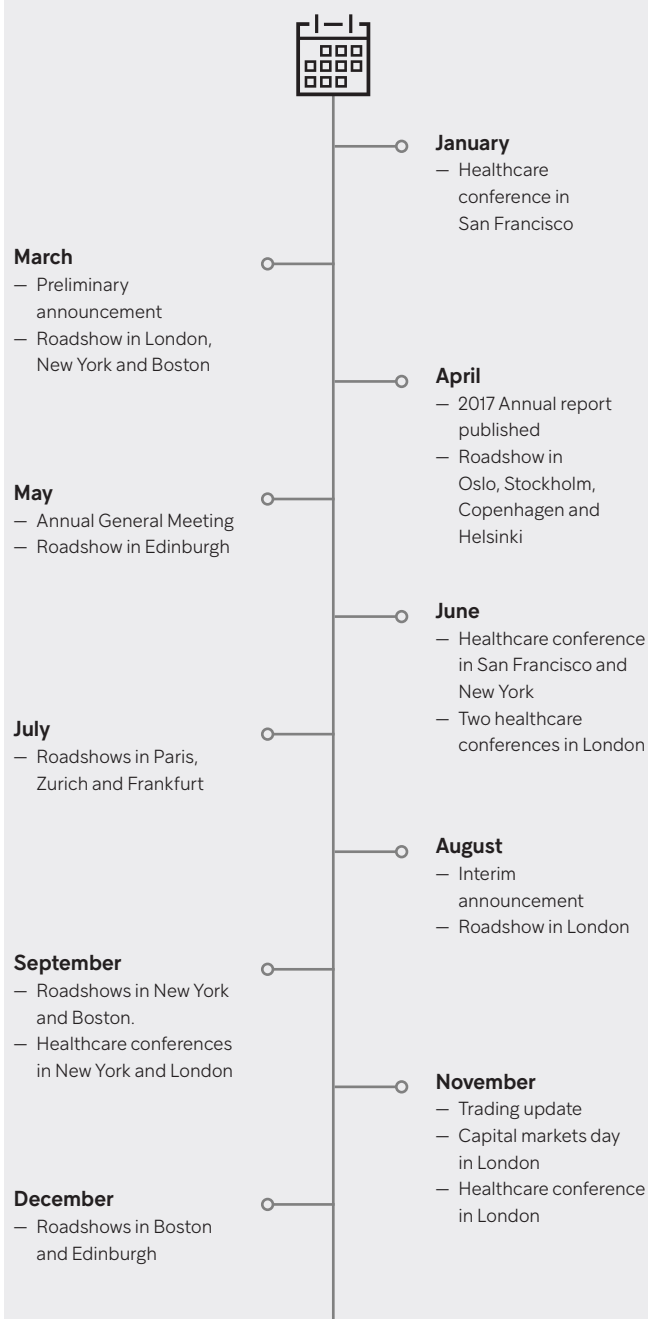 January
— Healthcare
conference in
San Francisco
March
— Preliminary
announcement
— Roadshow in London,
New York and Boston
April
— 2017 Annual report
published
— Roadshow in
Oslo, Stockholm,
Copenhagen and
Helsinki
May
— Annual General Meeting
— Roadshow in Edinburgh
June
— Healthcare conference
in San Francisco and
New York
— Two healthcare
conferences in London
July
— Roadshows in Paris,
Zurich and Frankfurt
August
— Interim
announcement
— Roadshow in London
September
— Roadshows in New York
and Boston.
— Healthcare conferences
in New York and London
November
— Trading update
— Capital markets day
in London
— Healthcare conference
in London
December
— Roadshows in Boston
and Edinburgh